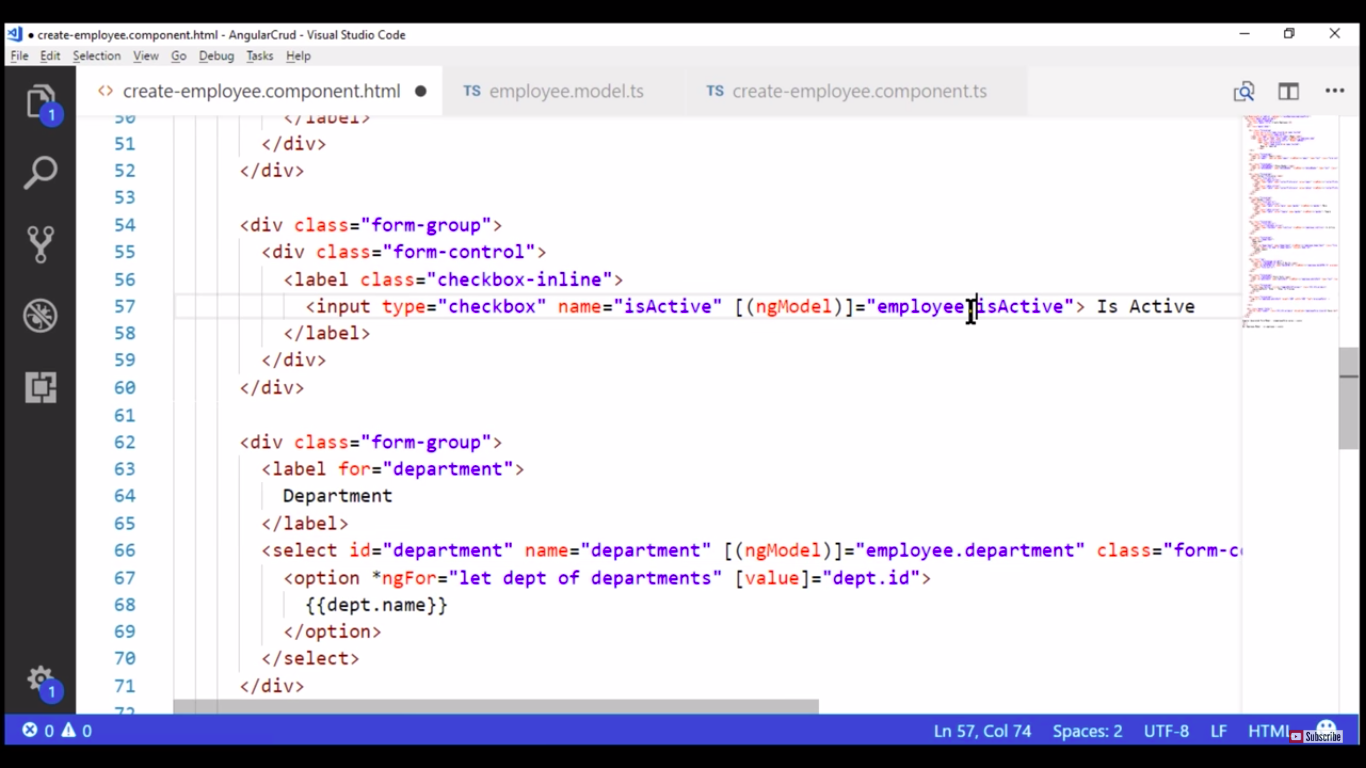 create-employee.component.html - AngularCrud - Visual Studio Code
File Edit Selection View Go Debug Tasks Help
create-employee.component.html TS employee.model.ts TS create-employee.component.ts
50 </label>
51 </div>
52 </div>
53
54 <div class="form-group">
55 <div class="form-control">
56 <label class="checkbox-inline">
57 <input type="checkbox" name="isActive" [(ngModel)]="employee.isActive"> Is Active
58 </label>
59 </div>
60 </div>
61
62 <div class="form-group">
63 <label for="department">
64 Department
65 </label>
66 <select id="department" name="department" [(ngModel)]="employee.department" class="form-c
67 <option *ngFor="let dept of departments" [value]="dept.id">
68 {{dept.name}}
69 </option>
70 </select>
71 </div>
72
1
1
0 0 Ln 57, Col 74 Spaces: 2 UTF-8 LF HTML Subscribe